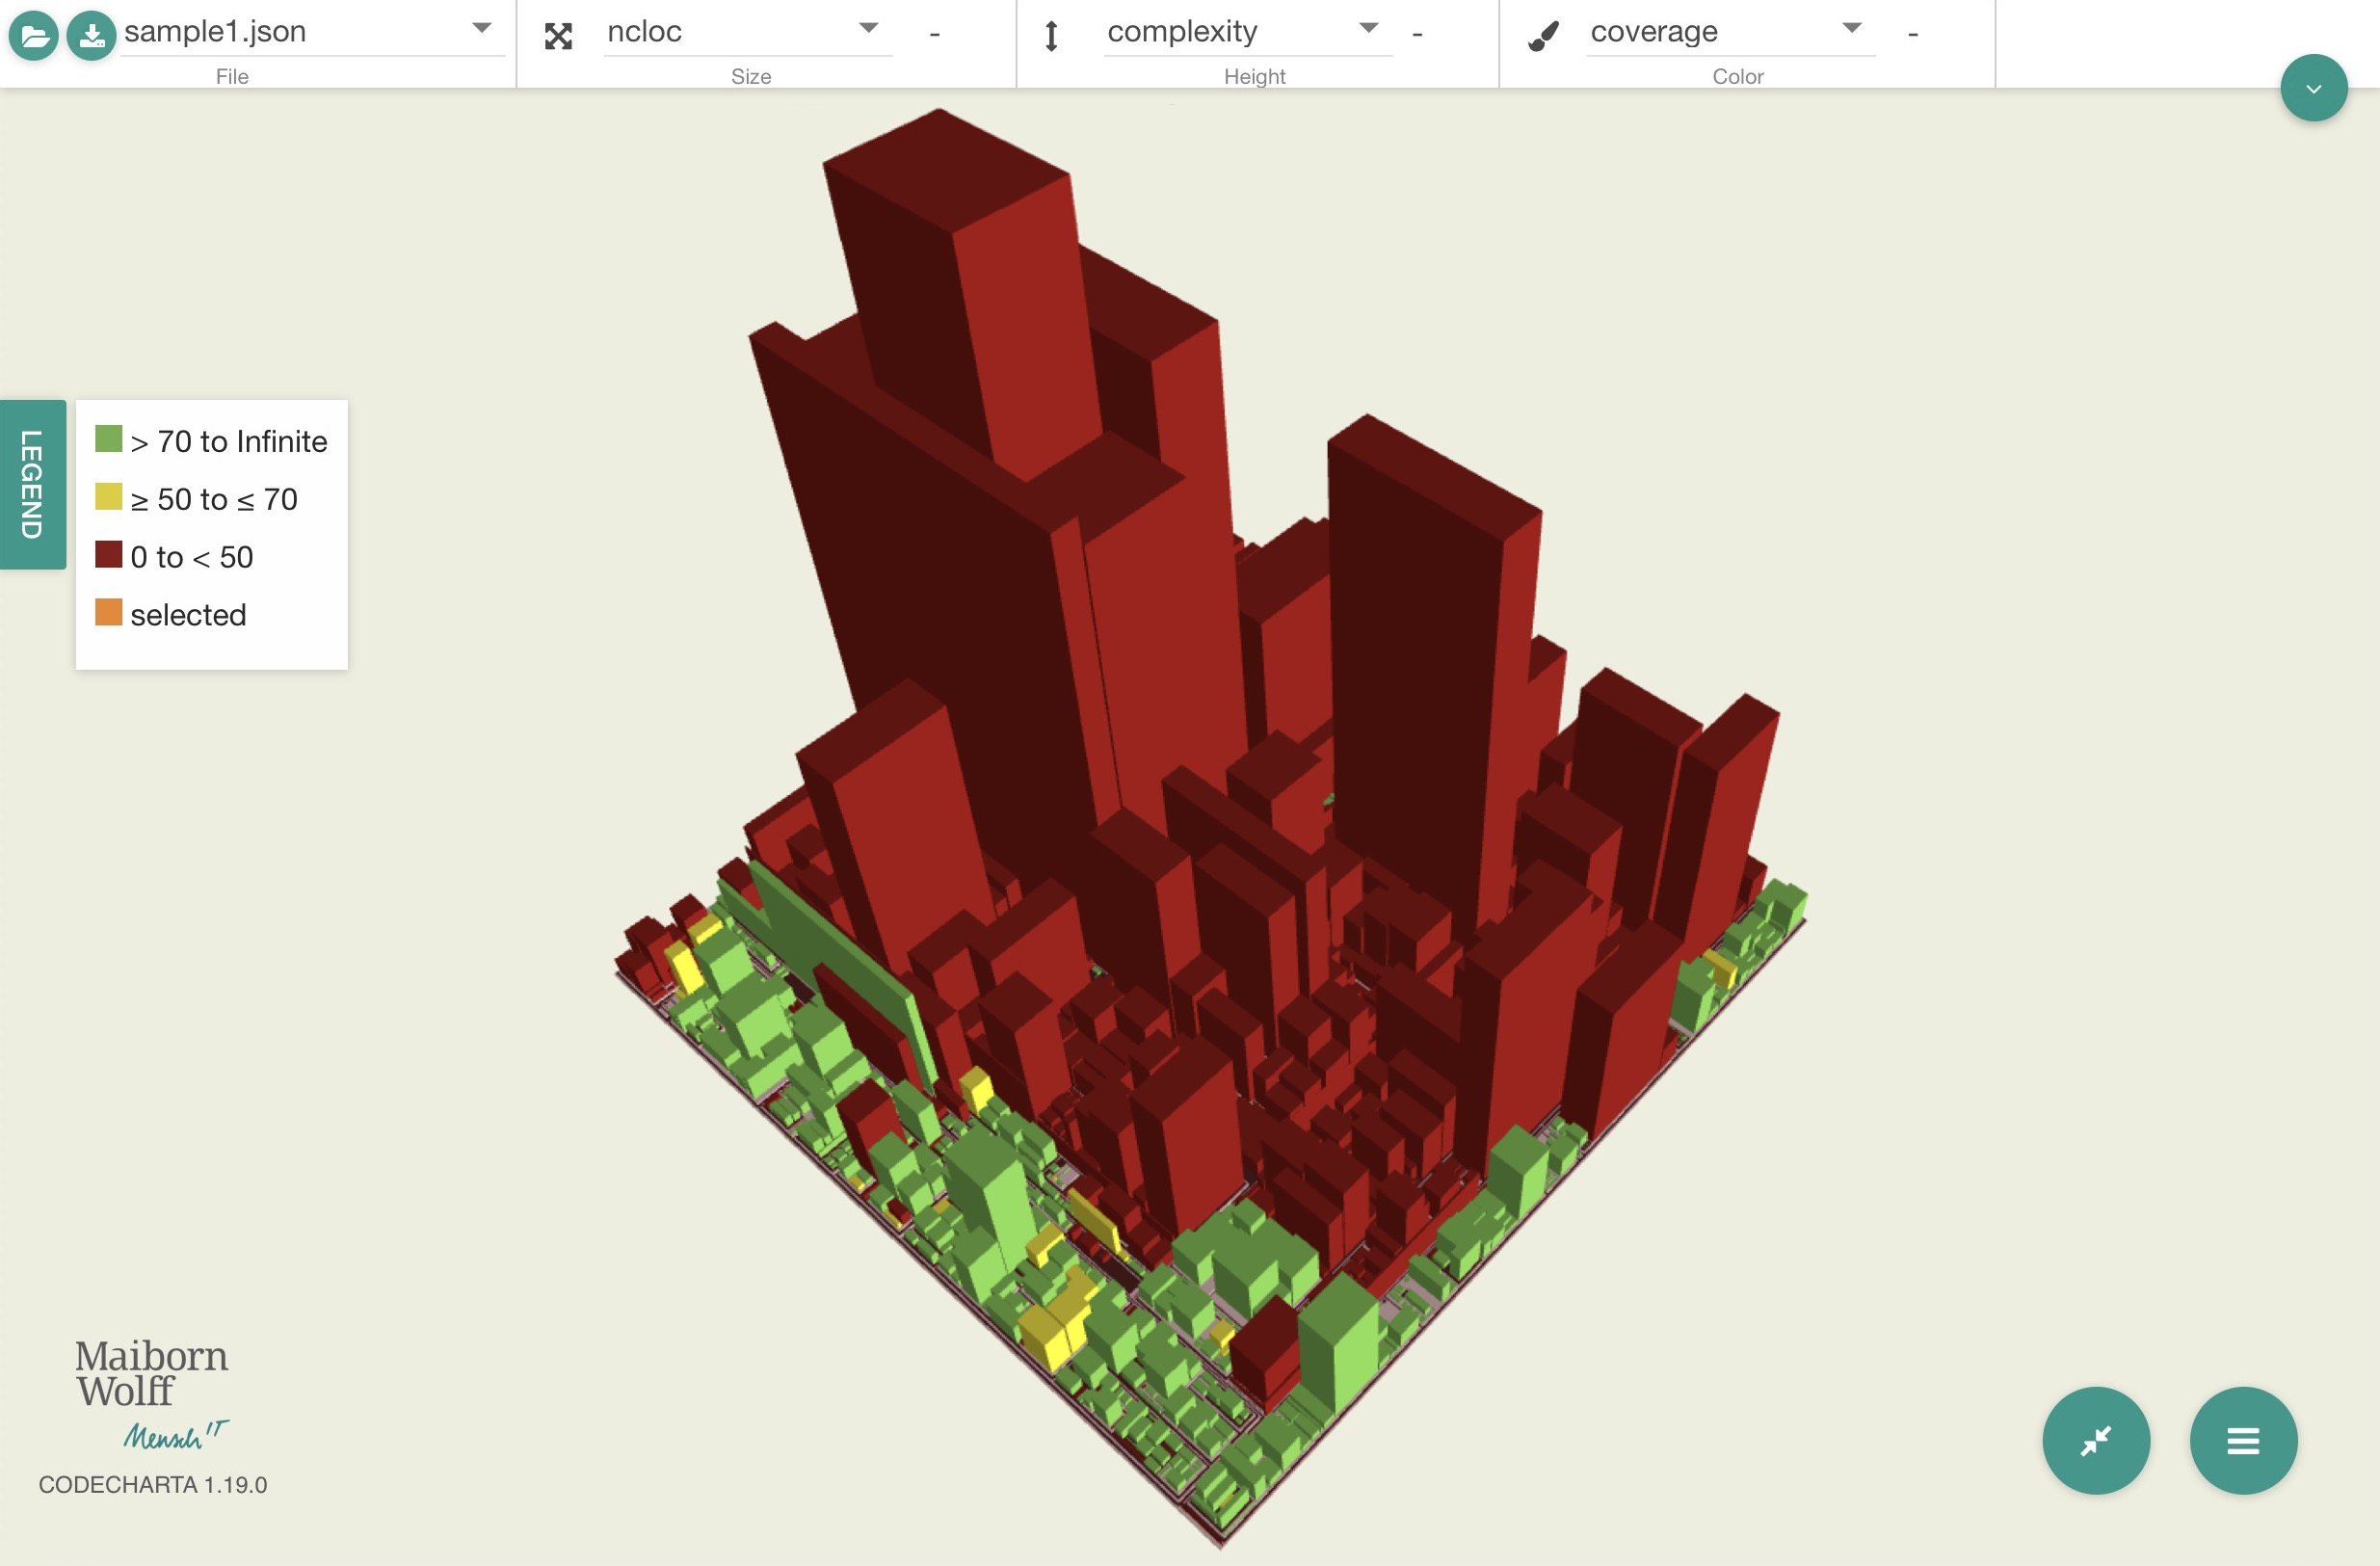 sample1.json
File
ncloc
-
Size
complexity
-
Height
coverage
-
Color
LEGEND
> 70 to Infinite
≥ 50 to ≤ 70
0 to < 50
selected
Maiborn
Wolff
Mensch IT
CODECHARTA 1.19.0